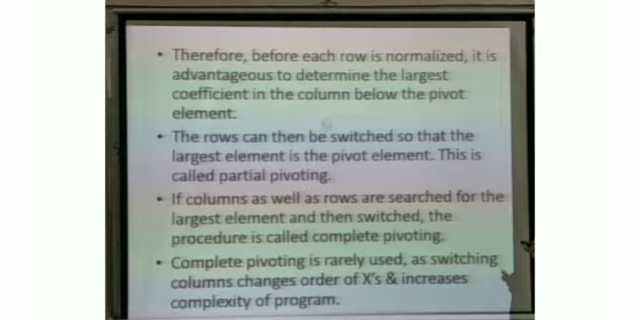 • Therefore, before each row is normalized, it is
advantageous to determine the largest
coefficient in the column below the pivot
element.
• The rows can then be switched so that the
largest element is the pivot element. This is
called partial pivoting.
• If columns as well as rows are searched for the
largest element and then switched, the
procedure is called complete pivoting.
• Complete pivoting is rarely used, as switching
columns changes order of X's & increases
complexity of program.